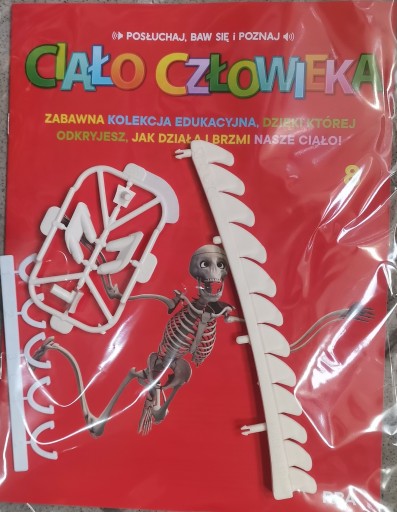 POSŁUCHAJ, BAW SIĘ i POZNAJ
CIAŁO CZŁOWIEKA
ZABAWNA KOLEKCJA EDUKACYJNA, DZIĘKI KTÓREJ
ODKRYJESZ, JAK DZIAŁA I BRZMI NASZE CIAŁO!
8